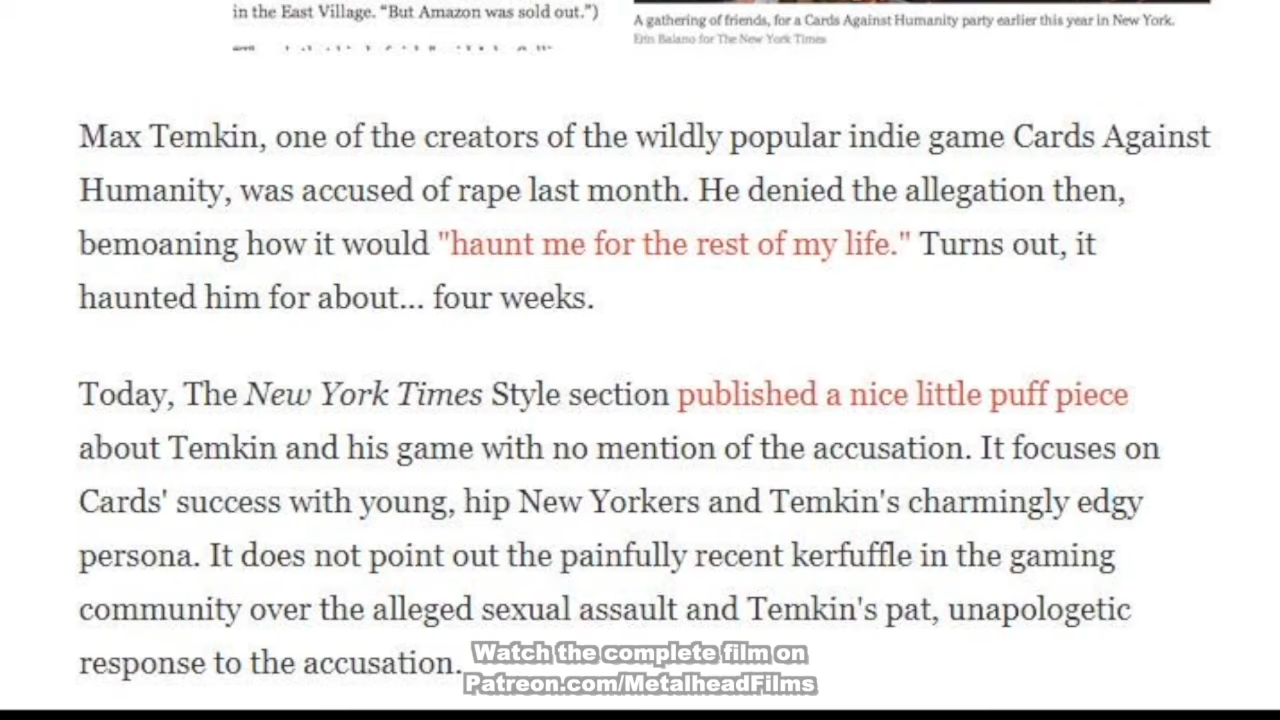 in the East Village. “But Amazon was sold out.”)
A gathering of friends, for a Cards Against Humanity party earlier this year in New York.
Erin Balano for The New York Times
Max Temkin, one of the creators of the wildly popular indie game Cards Against
Humanity, was accused of rape last month. He denied the allegation then,
bemoaning how it would "haunt me for the rest of my life." Turns out, it
haunted him for about... four weeks.
Today, The New York Times Style section published a nice little puff piece
about Temkin and his game with no mention of the accusation. It focuses on
Cards' success with young, hip New Yorkers and Temkin's charmingly edgy
persona. It does not point out the painfully recent kerfuffle in the gaming
community over the alleged sexual assault and Temkin's pat, unapologetic
response to the accusation.
Watch the complete film on
Patreon.com/MetalheadFilms